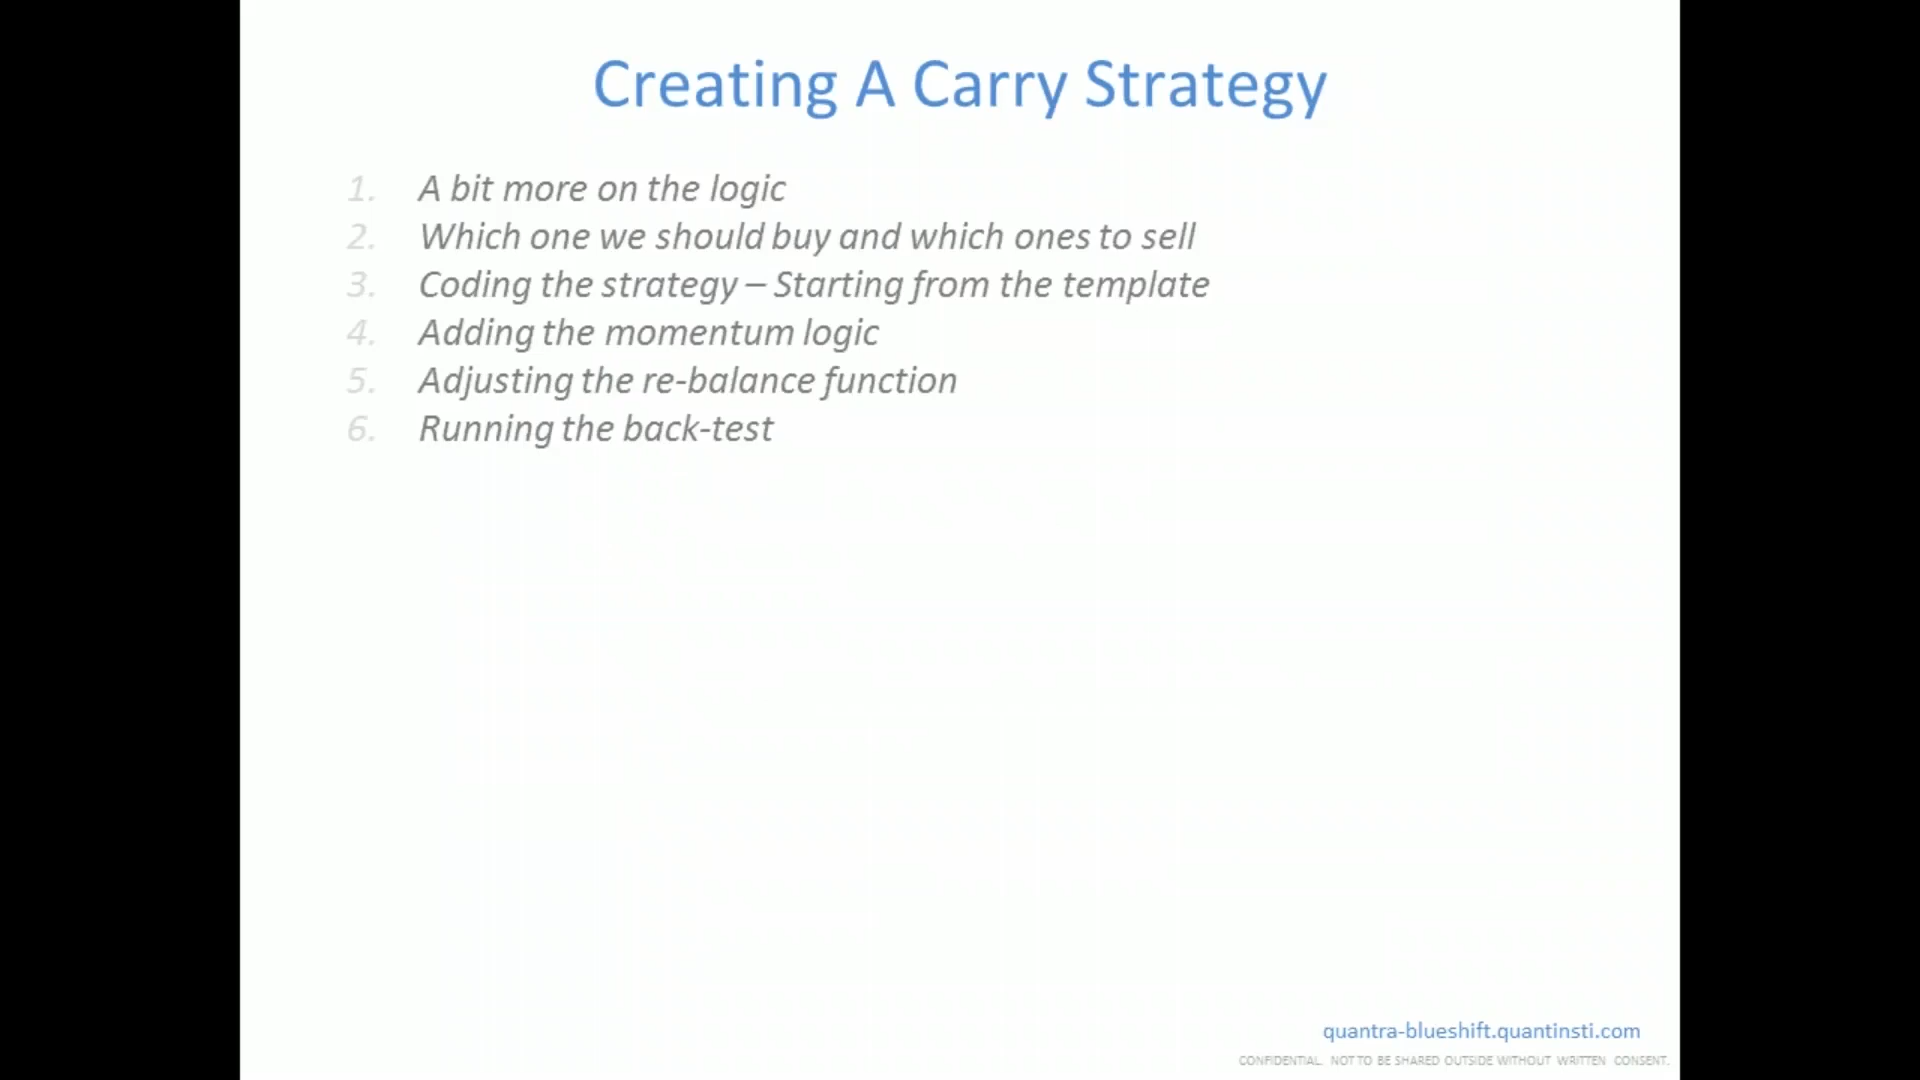 Creating A Carry Strategy
1. A bit more on the logic
2. Which one we should buy and which ones to sell
3. Coding the strategy – Starting from the template
4. Adding the momentum logic
5. Adjusting the re-balance function
6. Running the back-test
quantra-blueshift.quantinsti.com
CONFIDENTIAL. NOT TO BE SHARED OUTSIDE WITHOUT WRITTEN CONSENT.